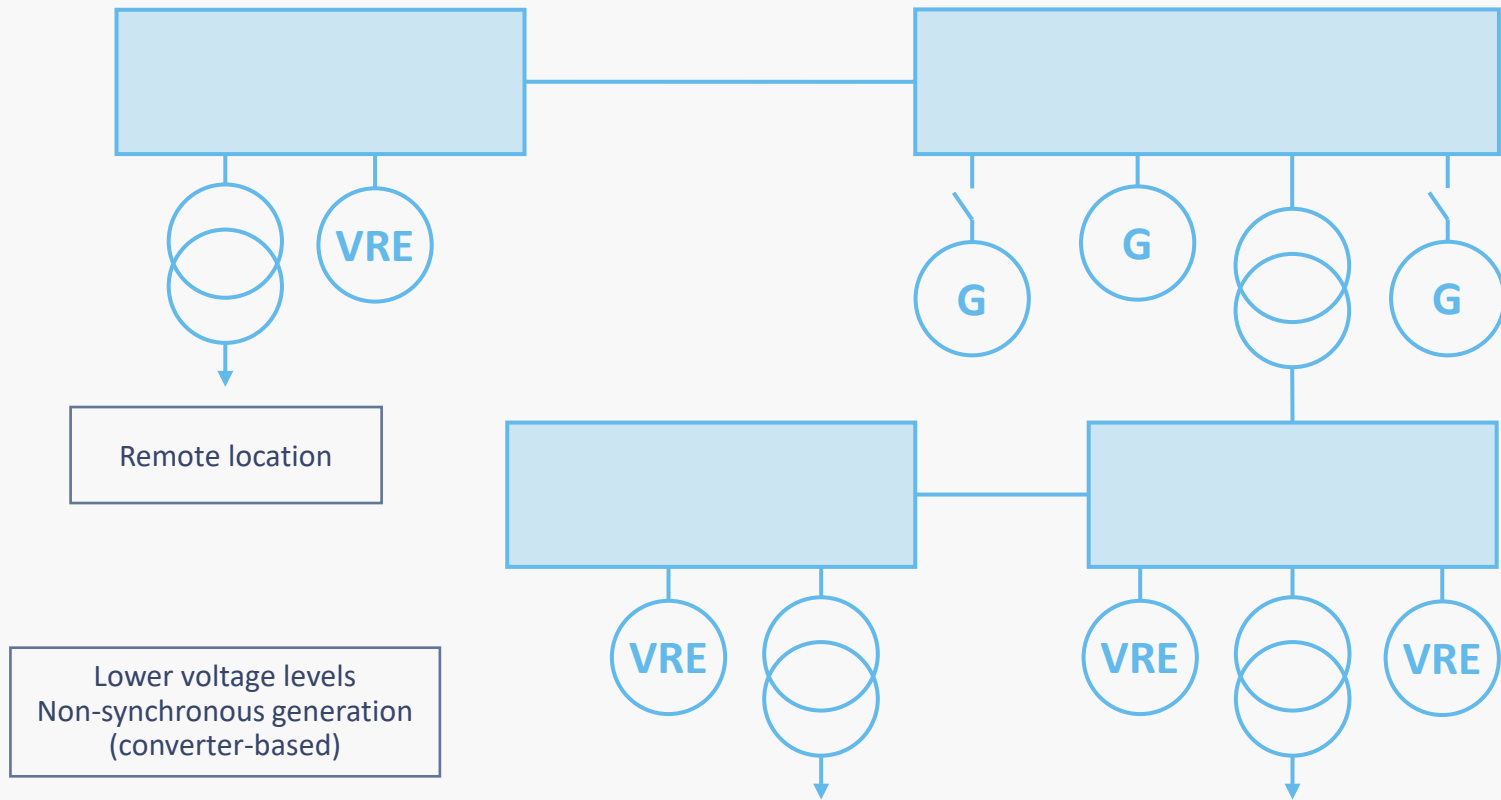 VRE
G
G
G
Remote location
VRE
VRE
VRE
Lower voltage levels
Non-synchronous generation
(converter-based)